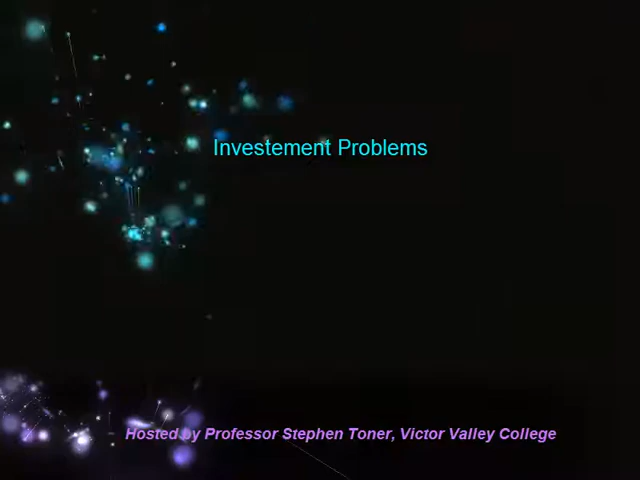 Investement Problems
Hosted by Professor Stephen Toner, Victor Valley College